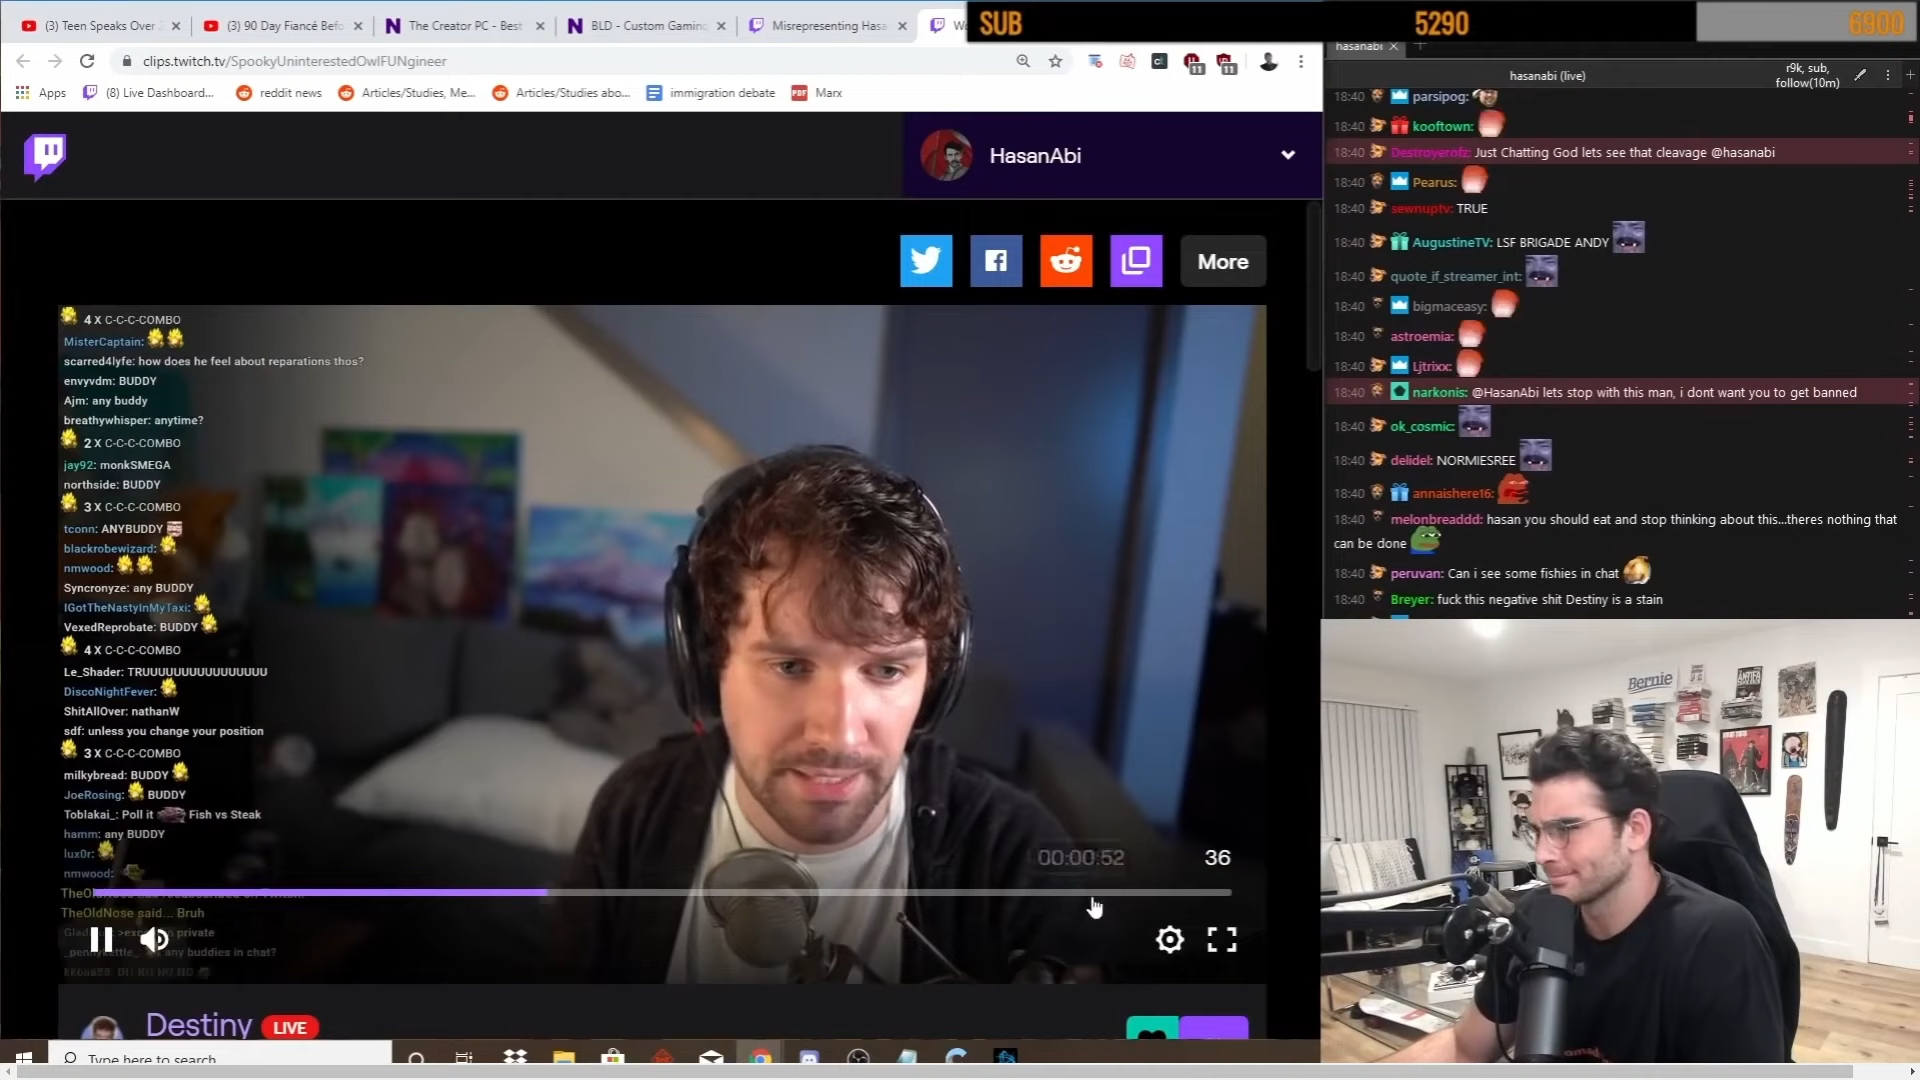 (3) Teen Speaks Over
(3) 90 Day Fiancé Befo
The Creator PC - Best
BLD - Custom Gaming
Misrepresenting Hasa
SUB
5290
6900
clips.twitch.tv/SpookyUninterestedOwlFUNgineer
11
11
Apps
(8) Live Dashboard...
reddit news
Articles/Studies, Me...
Articles/Studies abo...
immigration debate
PDF
Marx
HasanAbi
More
4 X C-C-C-COMBO
MisterCaptain:
scarred4lyfe: how does he feel about reparations thos?
envyvdm: BUDDY
Ajm: any buddy
breathywhisper: anytime?
2 X C-C-C-COMBO
jay92: monkSMEGA
northside: BUDDY
3 X C-C-C-COMBO
tconn: ANYBUDDY
blackrobewizard:
nmwood:
Syncronyze: any BUDDY
IGotTheNastyInMyTaxi:
VexedReprobate: BUDDY
4 X C-C-C-COMBO
Le_Shader: TRUUUUUUUUUUUUUUUU
DiscoNightFever:
ShitAllOver: nathanW
sdf: unless you change your position
3 X C-C-C-COMBO
milkybread: BUDDY
JoeRosing: BUDDY
Toblakai_: Poll it Fish vs Steak
hamm: any BUDDY
lux0r:
nmwood:
TheOldNose said... Bruh
private
any buddies in chat?
00:00:52
36
Destiny
LIVE
Type here to search
hasanabi
hasanabi (live)
r9k, sub,
follow(10m)
18:40 parsipog:
18:40 kooftown:
18:40 Destroyerofz: Just Chatting God lets see that cleavage @hasanabi
18:40 Pearus:
18:40 sewnuptv: TRUE
18:40 AugustineTV: LSF BRIGADE ANDY
18:40 quote_if_streamer_int:
18:40 bigmaceasy:
18:40 astroemia:
18:40 Ljtrixx:
18:40 narkonis: @HasanAbi lets stop with this man, i dont want you to get banned
18:40 ok_cosmic:
18:40 delidel: NORMIESREE
18:40 annaishere16:
18:40 melonbreaddd: hasan you should eat and stop thinking about this...theres nothing that
can be done
18:40 peruvan: Can i see some fishies in chat
18:40 Breyer: fuck this negative shit Destiny is a stain
Bernie
ANTIFA